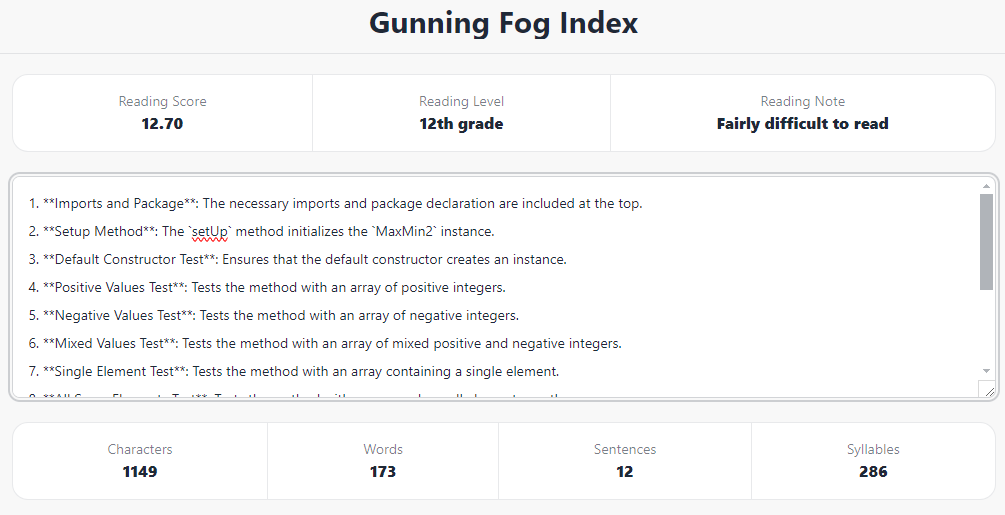 Gunning Fog Index
Reading Score
12.70
Reading Level
12th grade
Reading Note
Fairly difficult to read
1. **Imports and Package**: The necessary imports and package declaration are included at the top.
2. **Setup Method**: The `setUp` method initializes the `MaxMin2` instance.
3. **Default Constructor Test**: Ensures that the default constructor creates an instance.
4. **Positive Values Test**: Tests the method with an array of positive integers.
5. **Negative Values Test**: Tests the method with an array of negative integers.
6. **Mixed Values Test**: Tests the method with an array of mixed positive and negative integers.
7. **Single Element Test**: Tests the method with an array containing a single element.
Characters
1149
Words
173
Sentences
12
Syllables
286